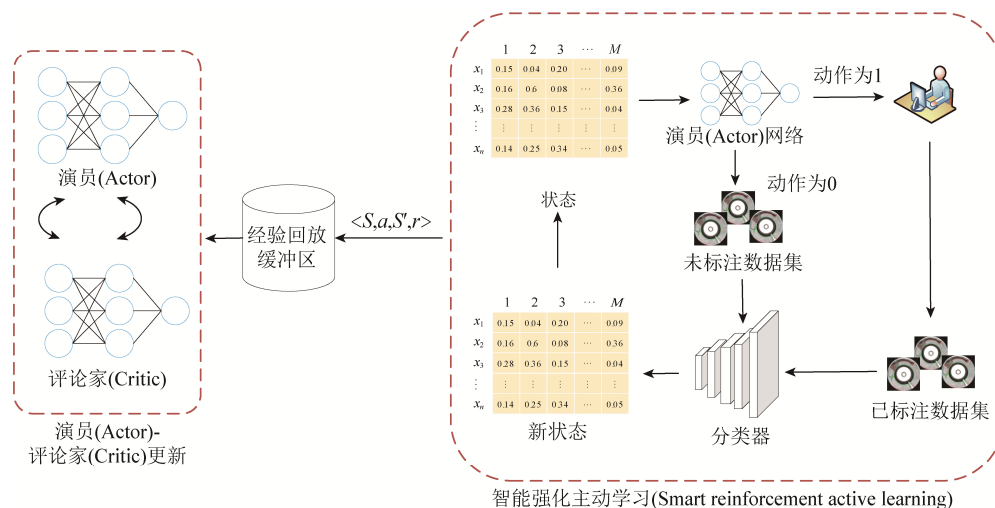 演员(Actor)
评论家(Critic)
演员(Actor)-
评论家(Critic)更新
经验回放
缓冲区
<S,a,S′,r>
1 2 3 ⋯ M
x1 0.15 0.04 0.20 ⋯ 0.09
x2 0.16 0.6 0.08 ⋯ 0.36
x3 0.28 0.36 0.15 ⋯ 0.04
⋮ ⋮ ⋮ ⋮ ⋯ ⋮
xn 0.14 0.25 0.34 ⋯ 0.05
状态
演员(Actor)网络
动作为1
动作为0
未标注数据集
1 2 3 ⋯ M
x1 0.15 0.04 0.20 ⋯ 0.09
x2 0.16 0.6 0.08 ⋯ 0.36
x3 0.28 0.36 0.15 ⋯ 0.04
⋮ ⋮ ⋮ ⋮ ⋯ ⋮
xn 0.14 0.25 0.34 ⋯ 0.05
新状态
分类器
已标注数据集
智能强化主动学习(Smart reinforcement active learning)